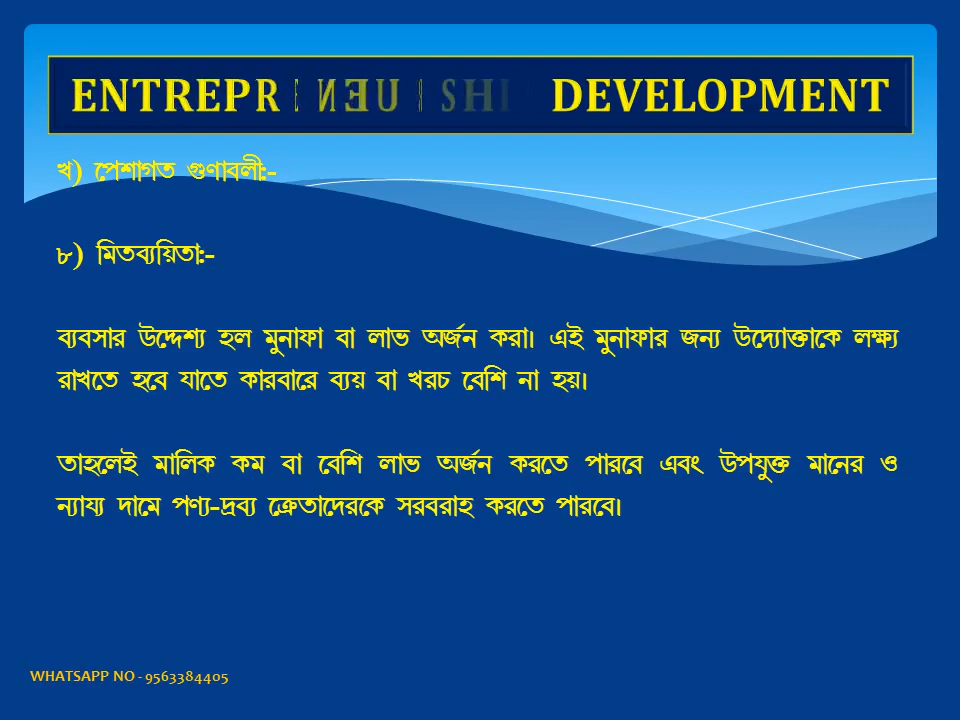 ENTREPRENEURSHIP DEVELOPMENT
খ) পেশাগত গুণাবলী:-
৮) মিতব্যয়িতা:-
ব্যবসার উদ্দেশ্য হল মুনাফা বা লাভ অর্জন করা। এই মুনাফার জন্য উদ্যোক্তাকে লক্ষ্য
রাখতে হবে যাতে কারবারে ব্যয় বা খরচ বেশি না হয়।
তাহলেই মালিক কম বা বেশি লাভ অর্জন করতে পারবে এবং উপযুক্ত মানের ও
ন্যায্য দামে পণ্য-দ্রব্য ক্রেতাদেরকে সরবরাহ করতে পারবে।
WHATSAPP NO - 9563384405